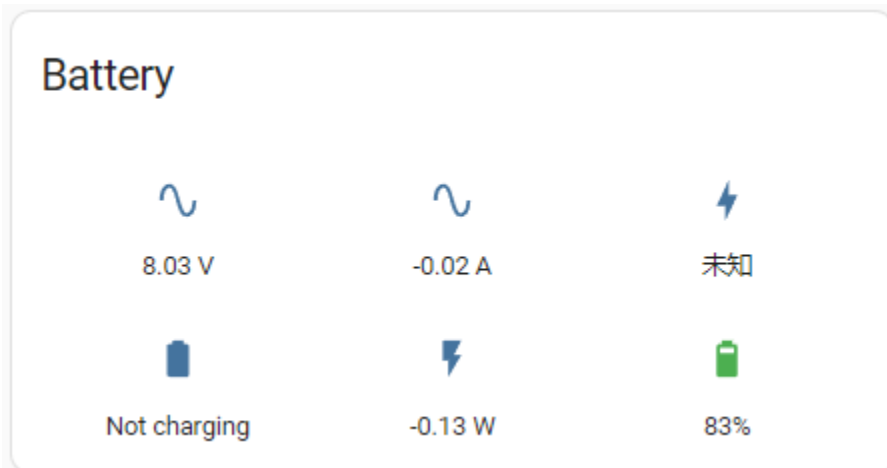 Battery
8.03 V
-0.02 A
未知
Not charging
-0.13 W
83%